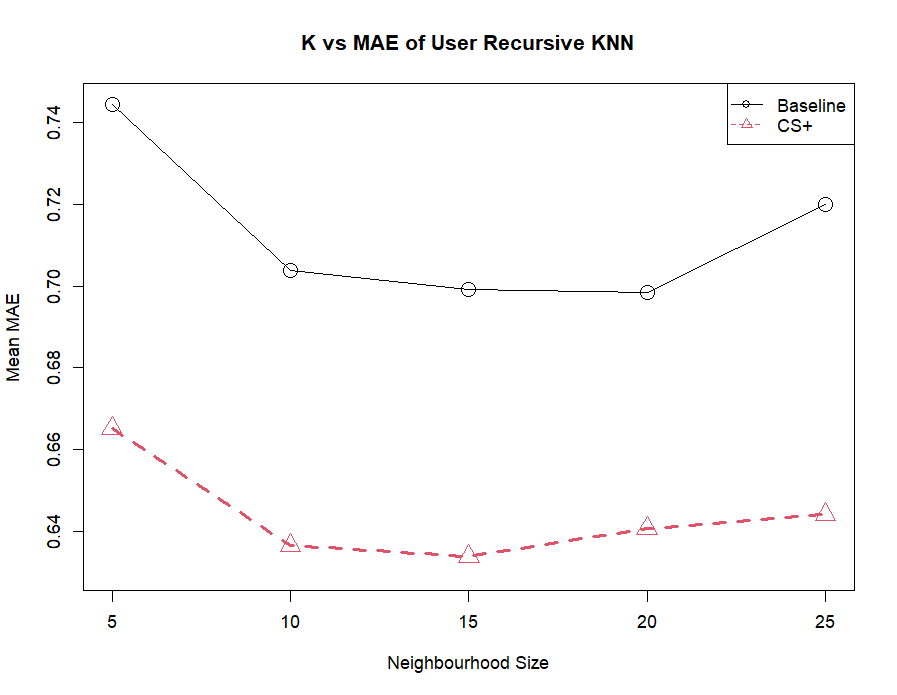 K vs MAE of User Recursive KNN
Baseline
CS+
Mean MAE
0.74
0.72
0.70
0.68
0.66
0.64
5 10 15 20 25
Neighbourhood Size